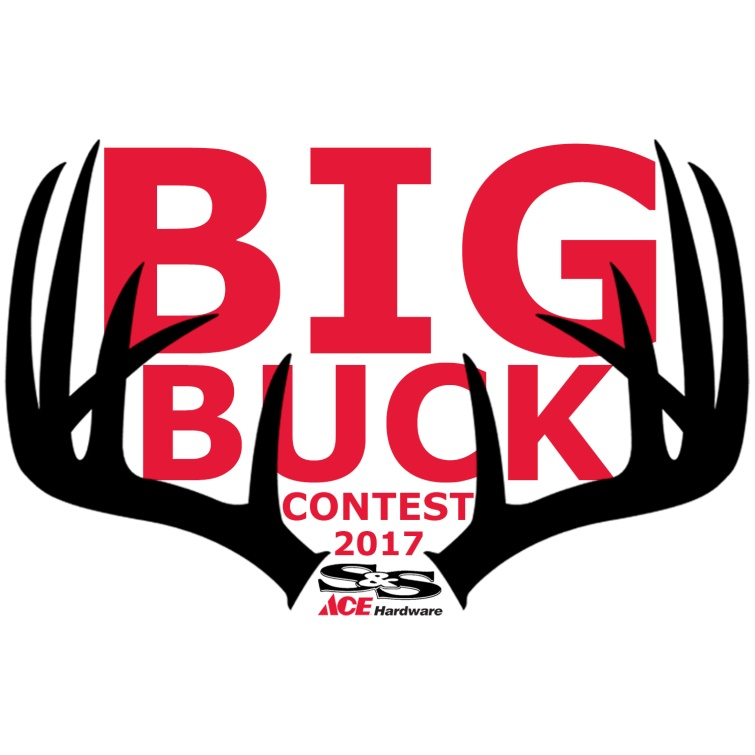 BIG
BUCK
CONTEST
2017
S&S
ACE Hardware